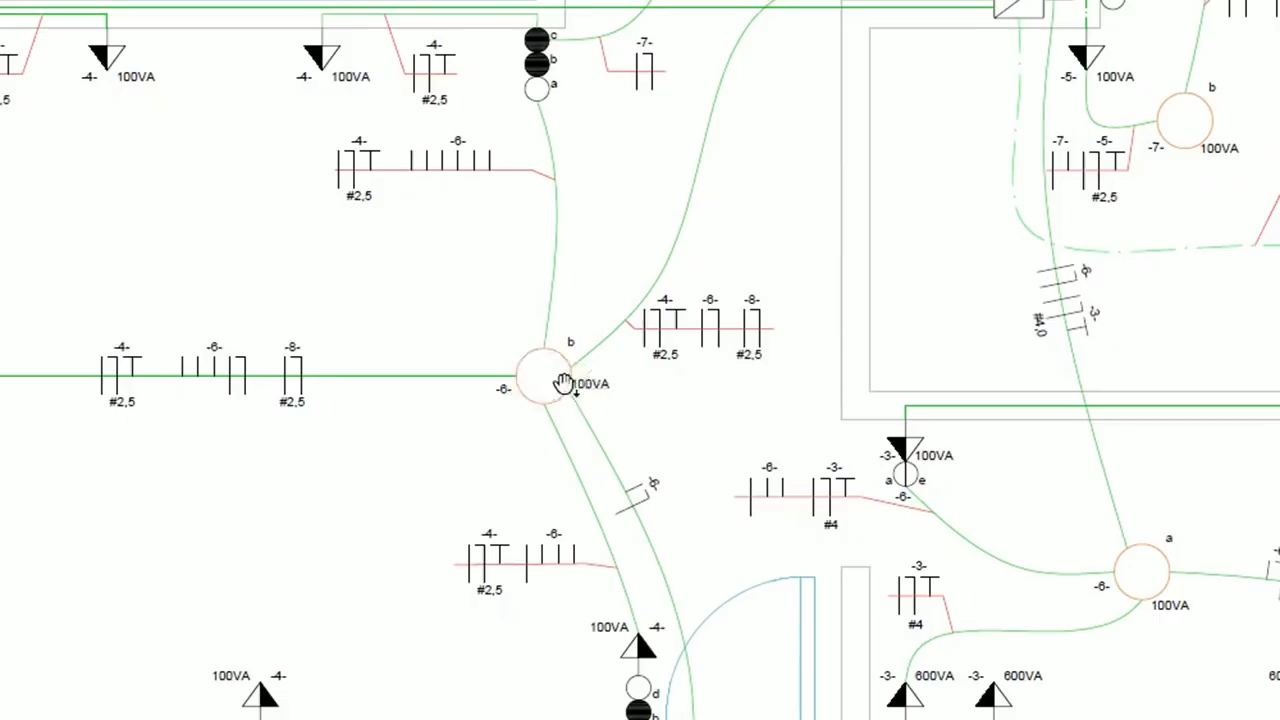 c
b
a
-4-
-7-
-4-
100VA
-4-
100VA
#2,5
-5-
100VA
b
-7-
100VA
-4-
-6-
#2,5
-7-
-5-
#2,5
-4-
-6-
-8-
#2,5
#2,5
-3-
#4,0
b
-6-
100VA
-4-
-6-
-8-
#2,5
#2,5
-3-
100VA
a
e
-6-
-6-
-3-
#4
-4-
-6-
#2,5
a
-6-
100VA
-3-
#4
100VA
-4-
d
b
100VA
-4-
-3-
600VA
-3-
600VA